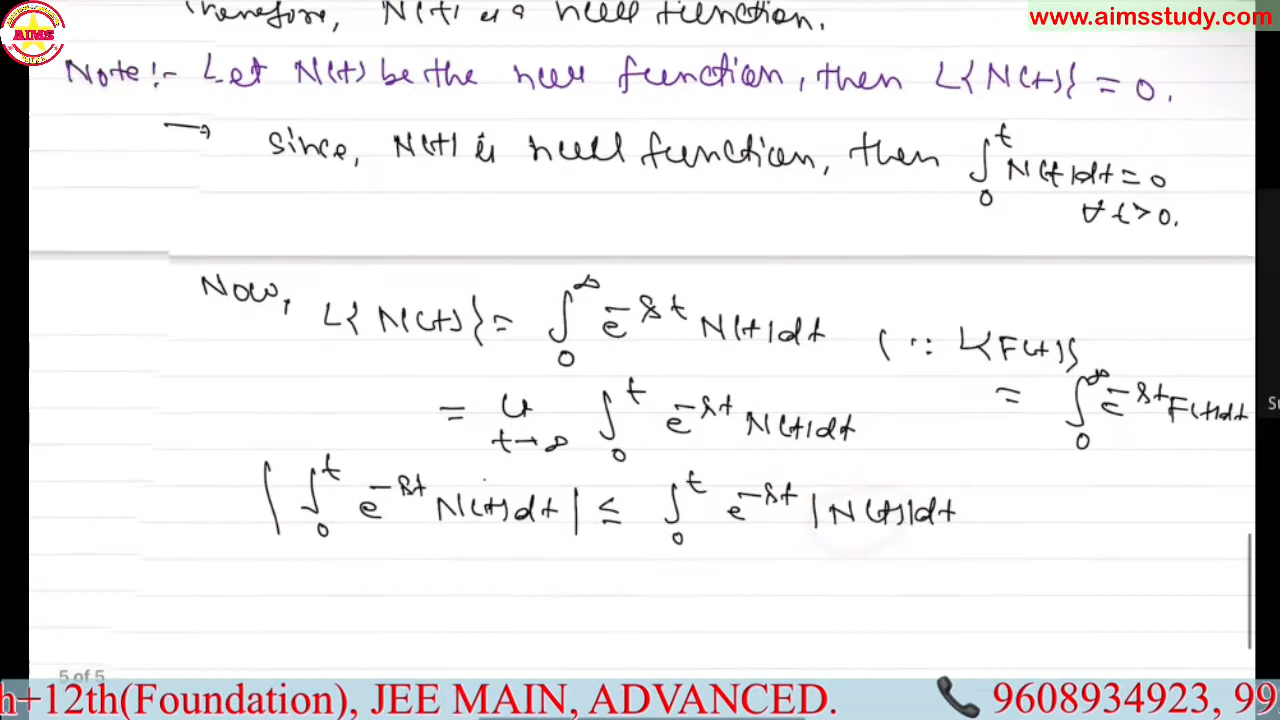 AIMS
www.aimsstudy.com
Therefore, N(t) is a null function.
Note:- Let N(t) be the null function, then L{N(t)} = 0.
→ Since, N(t) is null function, then ∫₀ᵗ N(t)dt = 0
∀ t > 0.
Now, L{N(t)} = ∫₀^∞ e^{-st} N(t)dt (∵ L{F(t)}
= Lt_{t→∞} ∫₀ᵗ e^{-st} N(t)dt = ∫₀^∞ e^{-st} F(t)dt
|∫₀ᵗ e^{-st} N(t)dt| ≤ ∫₀ᵗ e^{-st} |N(t)|dt
5 of 5
h+12th(Foundation), JEE MAIN, ADVANCED. 9608934923, 99